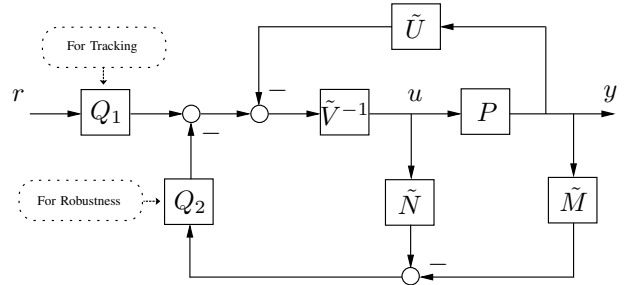 For Tracking
Ũ
r
Q₁
−
−
Ṽ⁻¹
u
P
y
For Robustness
Q₂
Ñ
M̃
−